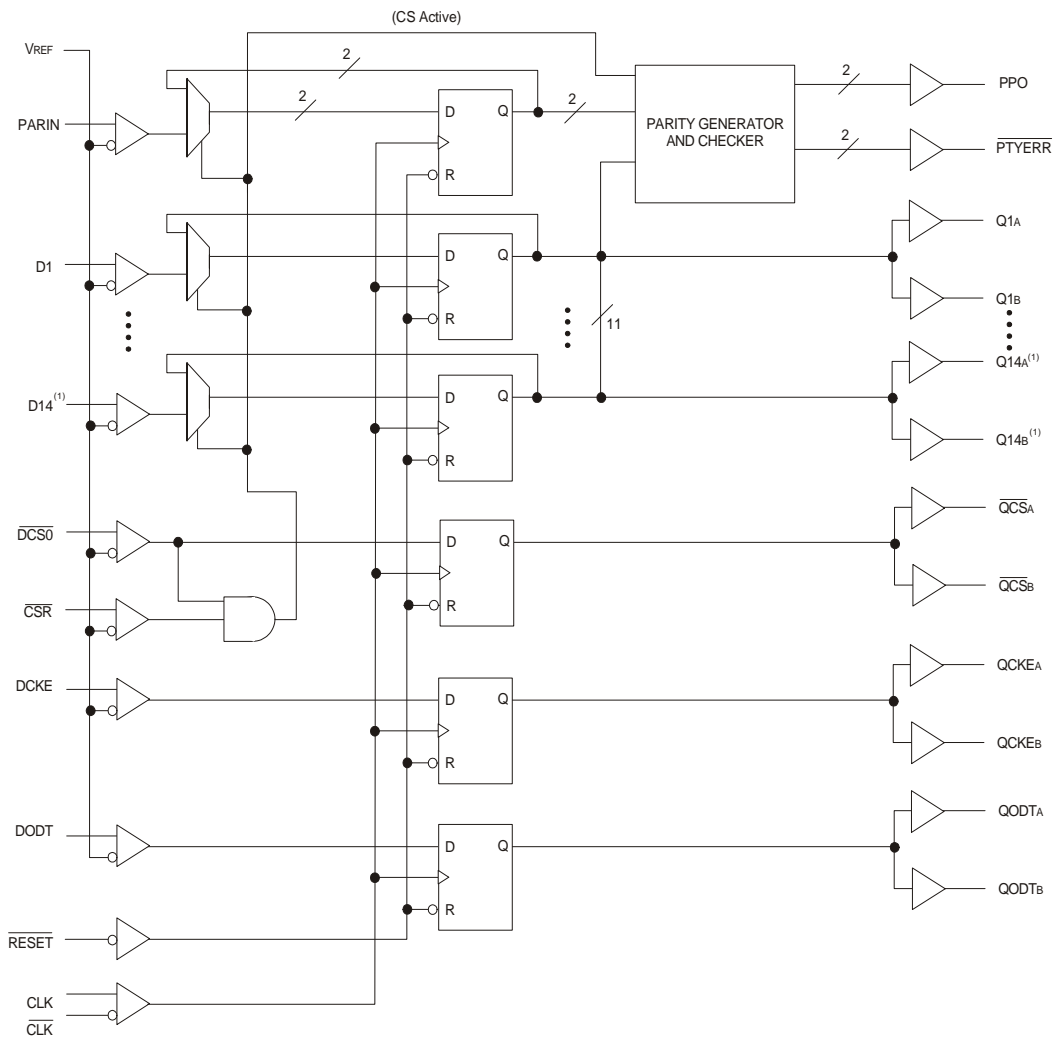 (CS Active)
VREF
2
2
2
2
PPO
D Q
PARIN
PARITY GENERATOR
AND CHECKER
2
PTYERR
R
Q1A
D Q
D1
Q1B
R
11
Q14A(1)
D Q
D14(1)
Q14B(1)
R
QCSA
DCS0
D Q
QCSB
CSR
R
QCKEA
DCKE
D Q
QCKEB
R
QODTA
DODT
D Q
QODTB
R
RESET
CLK
CLK